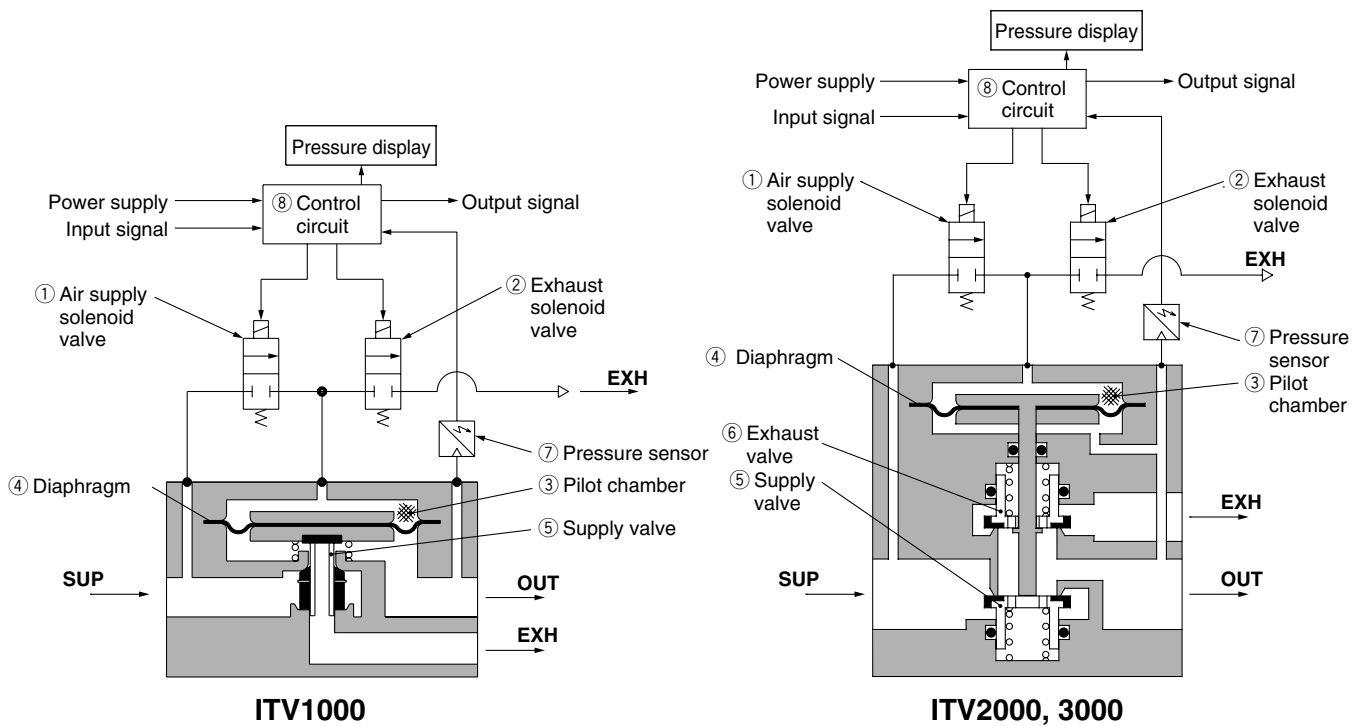 Pressure display
Power supply
Input signal
⑧ Control
circuit
Output signal
① Air supply
solenoid
valve
② Exhaust
solenoid
valve
EXH
⑦ Pressure sensor
④ Diaphragm
③ Pilot chamber
⑤ Supply valve
SUP
OUT
EXH
ITV1000
Pressure display
Power supply
Input signal
⑧ Control
circuit
Output signal
① Air supply
solenoid
valve
② Exhaust
solenoid
valve
EXH
⑦ Pressure
sensor
④ Diaphragm
③ Pilot
chamber
⑥ Exhaust
valve
⑤ Supply
valve
EXH
SUP
OUT
ITV2000, 3000